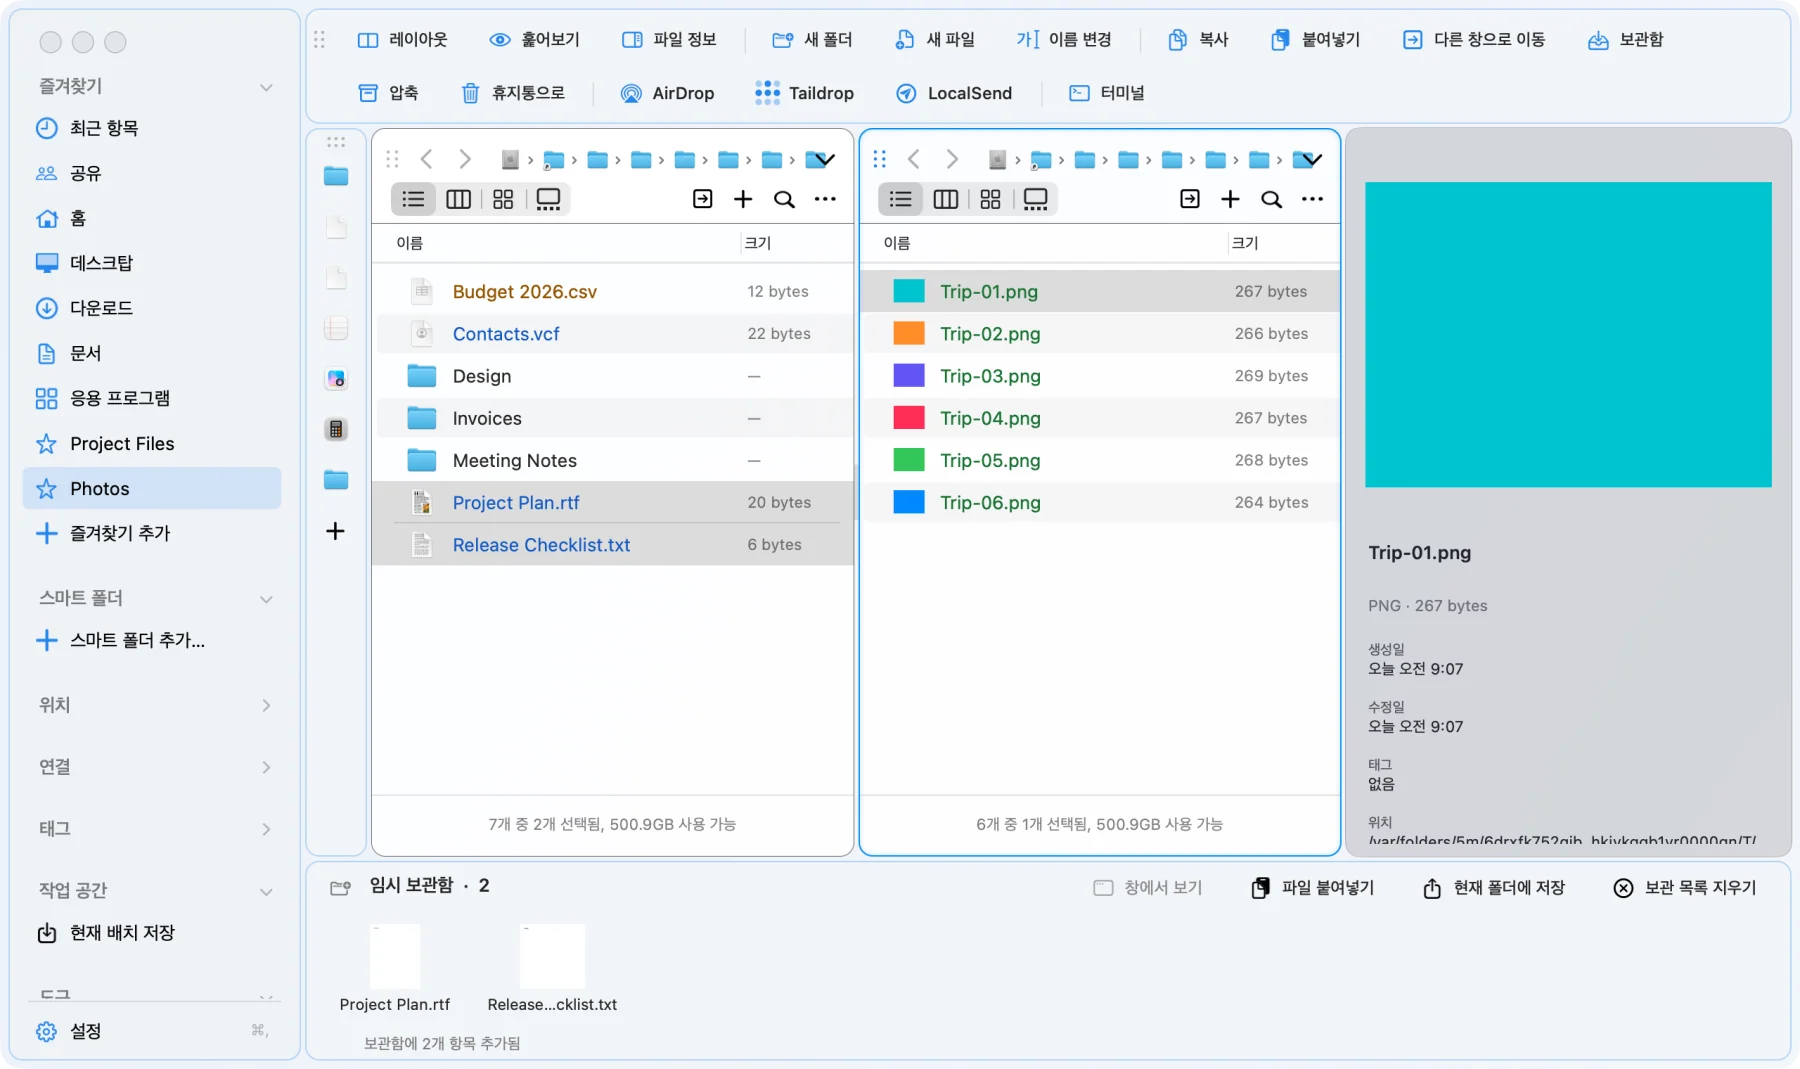 즐겨찾기
최근 항목
공유
홈
데스크탑
다운로드
문서
응용 프로그램
Project Files
Photos
즐겨찾기 추가
스마트 폴더
스마트 폴더 추가...
위치
연결
태그
작업 공간
현재 배치 저장
도구
설정 ⌘,
레이아웃 훑어보기 파일 정보 새 폴더 새 파일 가 이름 변경 복사 붙여넣기 다른 창으로 이동 보관함
압축 휴지통으로 AirDrop Taildrop LocalSend 터미널
이름 크기
Budget 2026.csv 12 bytes
Contacts.vcf 22 bytes
Design —
Invoices —
Meeting Notes —
Project Plan.rtf 20 bytes
Release Checklist.txt 6 bytes
7개 중 2개 선택됨, 500.9GB 사용 가능
이름 크기
Trip-01.png 267 bytes
Trip-02.png 266 bytes
Trip-03.png 269 bytes
Trip-04.png 267 bytes
Trip-05.png 268 bytes
Trip-06.png 264 bytes
6개 중 1개 선택됨, 500.9GB 사용 가능
Trip-01.png
PNG · 267 bytes
생성일
오늘 오전 9:07
수정일
오늘 오전 9:07
태그
없음
위치
임시 보관함 · 2
창에서 보기 파일 붙여넣기 현재 폴더에 저장 보관 목록 지우기
Project Plan.rtf
Release...cklist.txt
보관함에 2개 항목 추가됨